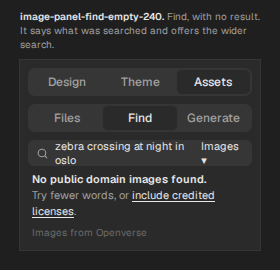 image-panel-find-empty-240. Find, with no result.
It says what was searched and offers the wider
search.
Design Theme Assets
Files Find Generate
zebra crossing at night in Images
oslo ▾
No public domain images found.
Try fewer words, or include credited
licenses.
Images from Openverse